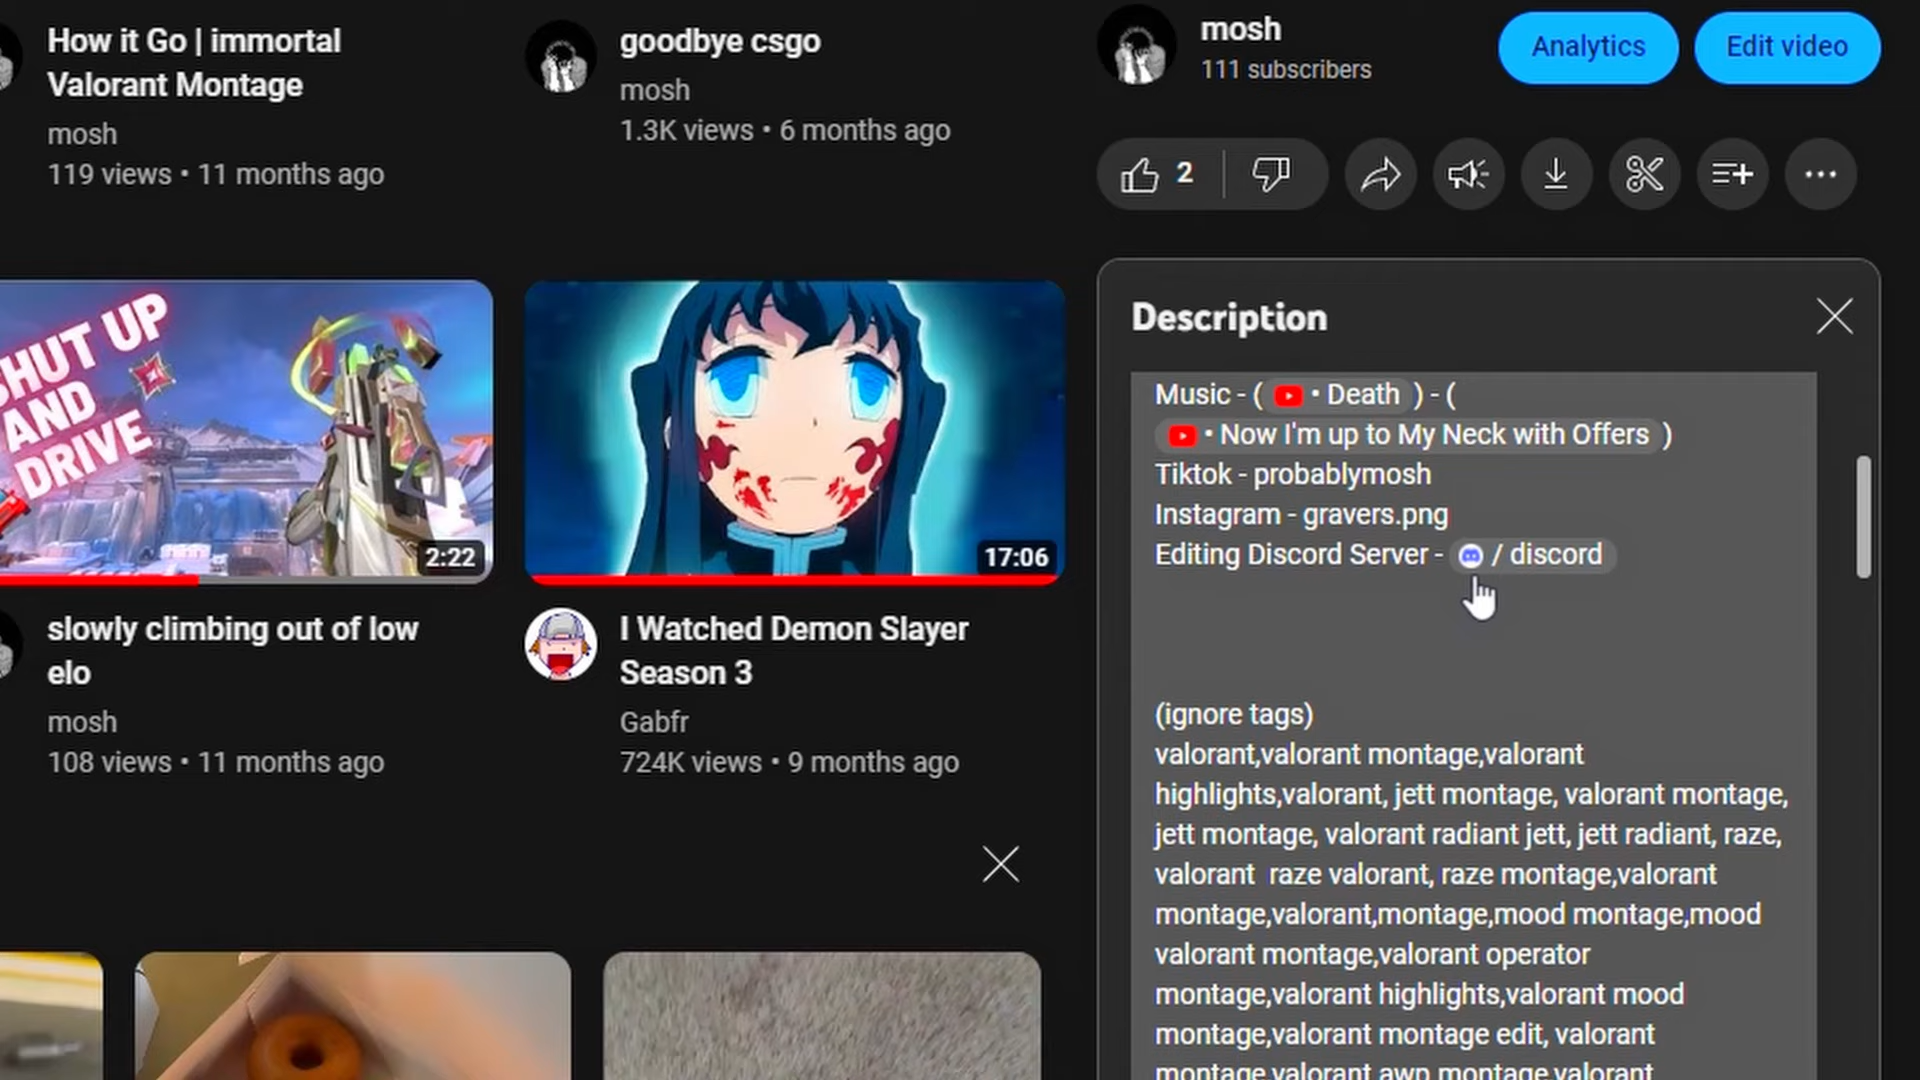 How it Go | immortal
Valorant Montage
mosh
119 views • 11 months ago
goodbye csgo
mosh
1.3K views • 6 months ago
mosh
111 subscribers
Analytics
Edit video
2
SHUT UP
AND
DRIVE
2:22
slowly climbing out of low
elo
mosh
108 views • 11 months ago
17:06
I Watched Demon Slayer
Season 3
Gabfr
724K views • 9 months ago
Description
Music - ( • Death ) - (
• Now I'm up to My Neck with Offers )
Tiktok - probablymosh
Instagram - gravers.png
Editing Discord Server - / discord
(ignore tags)
valorant,valorant montage,valorant
highlights,valorant, jett montage, valorant montage,
jett montage, valorant radiant jett, jett radiant, raze,
valorant  raze valorant, raze montage,valorant
montage,valorant,montage,mood montage,mood
valorant montage,valorant operator
montage,valorant highlights,valorant mood
montage,valorant montage edit, valorant
montage,valorant awp montage,valorant